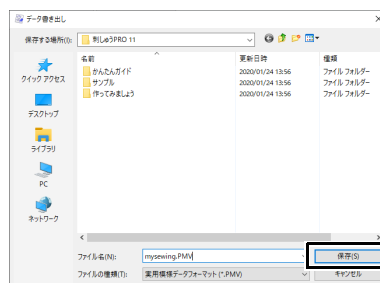 データ書き出し
保存する場所(I): 刺しゅうPRO 11
名前 更新日時 種類
かんたんガイド 2020/01/24 13:56 ファイル フォルダー
サンプル 2020/01/24 13:56 ファイル フォルダー
作ってみましょう 2020/01/24 13:56 ファイル フォルダー
クイック アクセス
デスクトップ
ライブラリ
PC
ネットワーク
ファイル名(N): mysewing.PMV 保存(S)
ファイルの種類(T): 実用模様データフォーマット (*.PMV) キャンセル